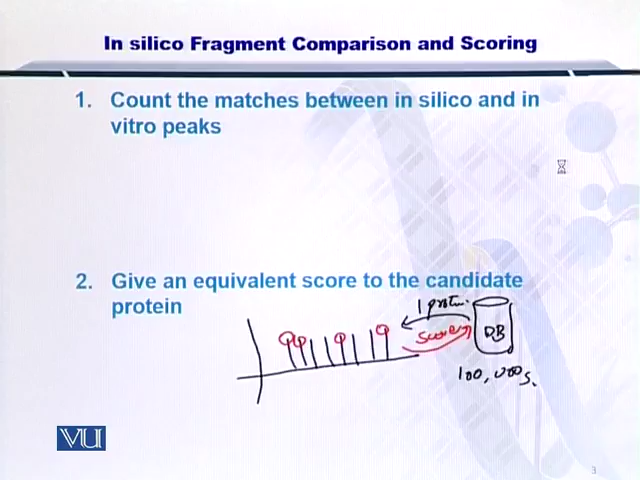 In silico Fragment Comparison and Scoring
1. Count the matches between in silico and in
vitro peaks
2. Give an equivalent score to the candidate
protein
1 protein
DB
100,000s.
VU
3